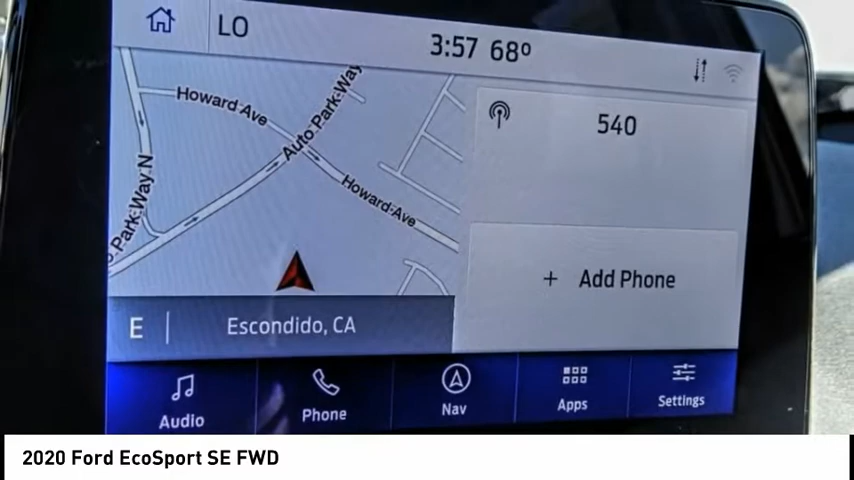 LO
3:57 68º
Howard Ave
Auto Park Way
540
Park Way N
Howard Ave
+ Add Phone
E
Escondido, CA
Audio
Phone
Nav
Apps
Settings
2020 Ford EcoSport SE FWD